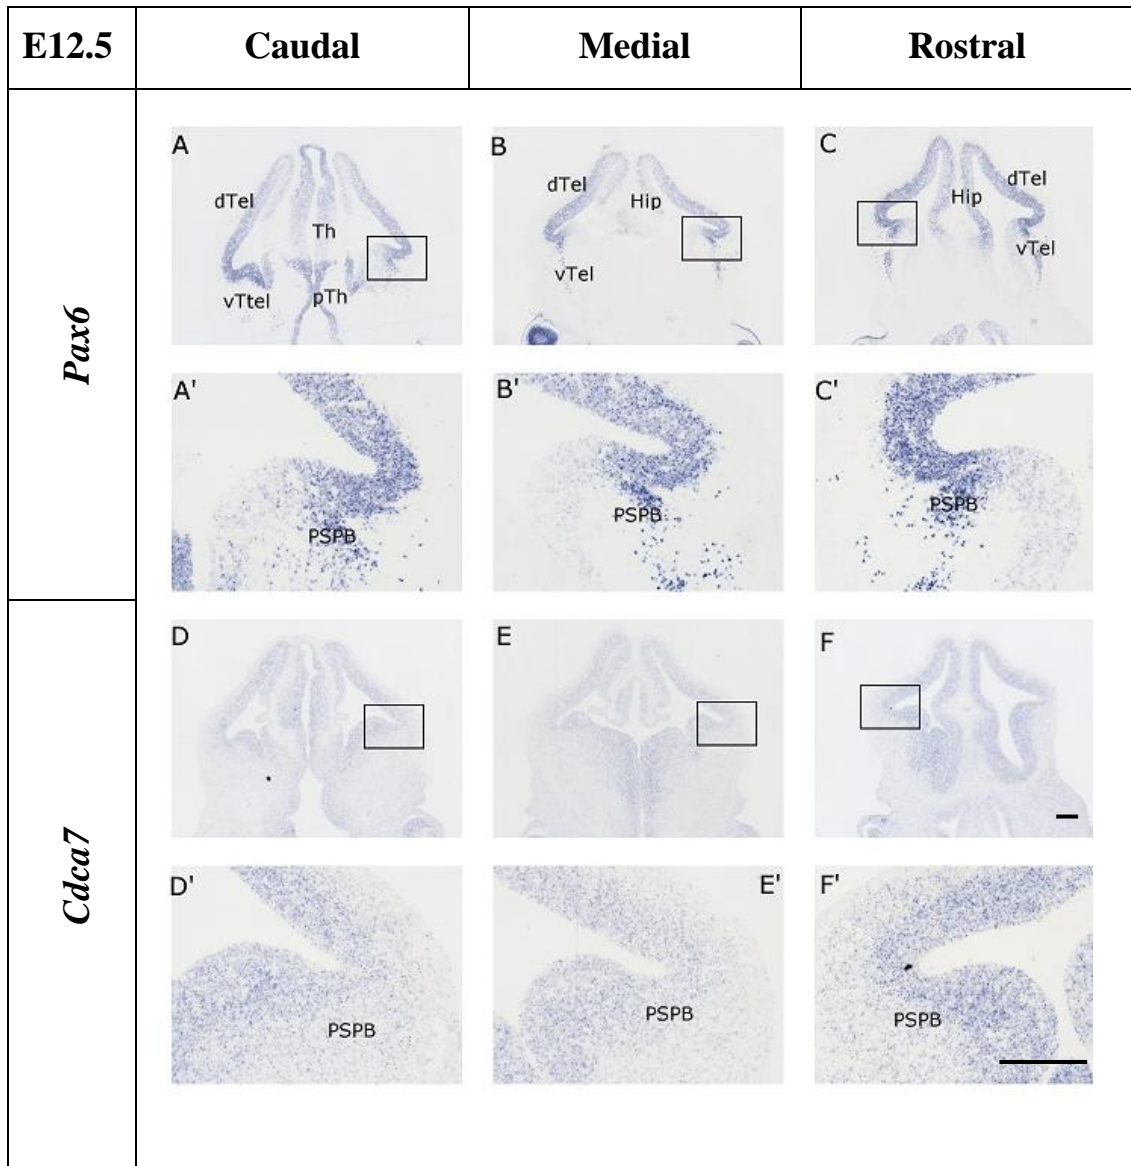 E12.5 Caudal Medial Rostral
Pax6
A B C
dTel dTel dTel
Hip Hip
Th
vTel vTel
vTtel pTh
A' B' C'
PSPB PSPB PSPB
Cdca7
D E F
D' E' F'
PSPB PSPB PSPB